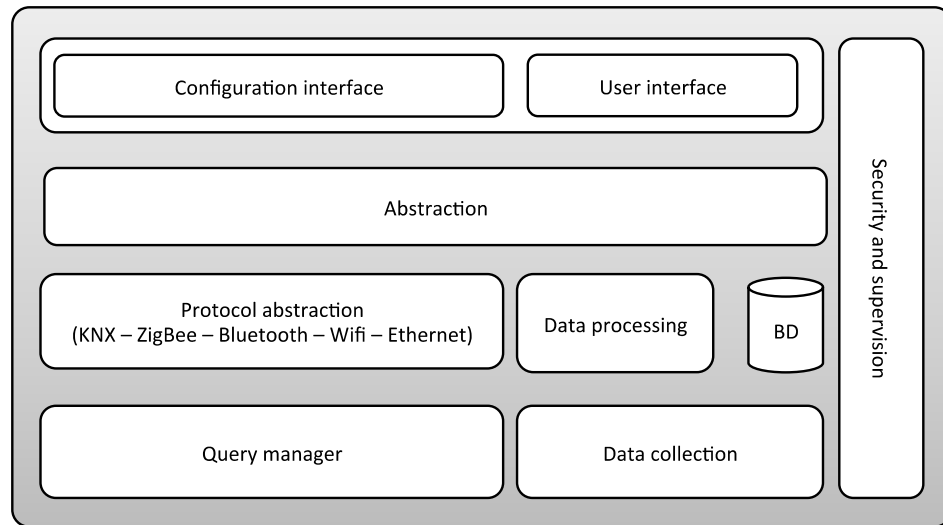 Configuration interface
User interface
Abstraction
Protocol abstraction
(KNX – ZigBee – Bluetooth – Wifi – Ethernet)
Data processing
BD
Query manager
Data collection
Security and supervision